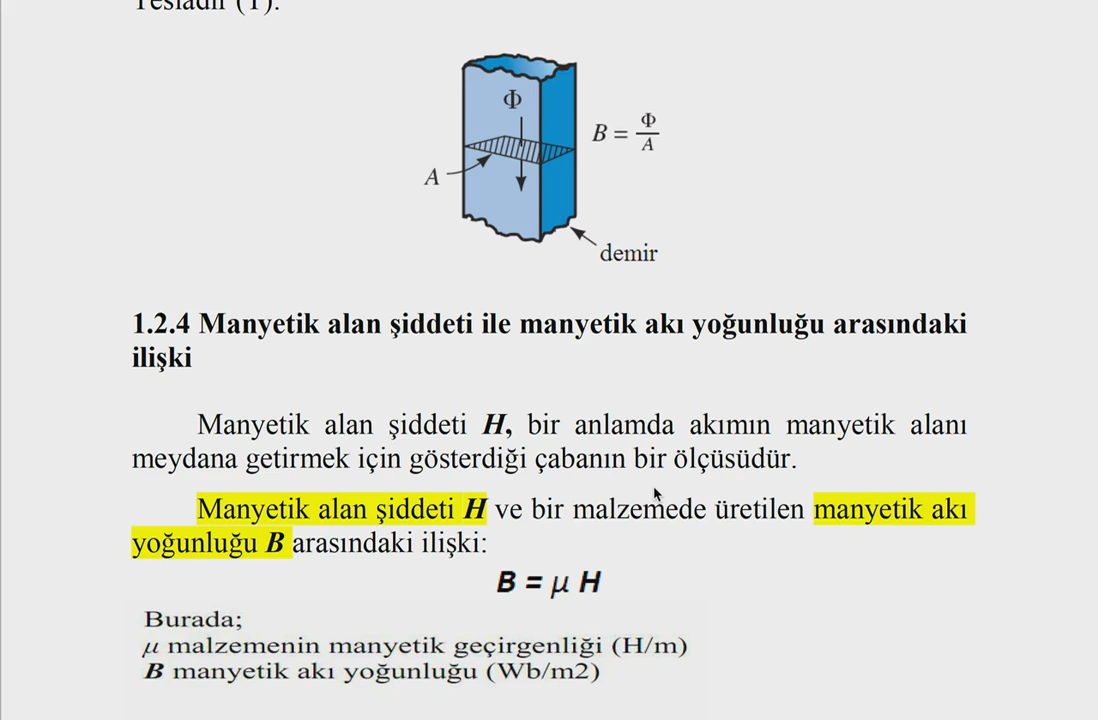 Tesladır (T).
Φ
B = Φ/A
A
demir
1.2.4 Manyetik alan şiddeti ile manyetik akı yoğunluğu arasındaki
ilişki
Manyetik alan şiddeti H, bir anlamda akımın manyetik alanı
meydana getirmek için gösterdiği çabanın bir ölçüsüdür.
Manyetik alan şiddeti H ve bir malzemede üretilen manyetik akı
yoğunluğu B arasındaki ilişki:
B = μ H
Burada;
μ malzemenin manyetik geçirgenliği (H/m)
B manyetik akı yoğunluğu (Wb/m2)